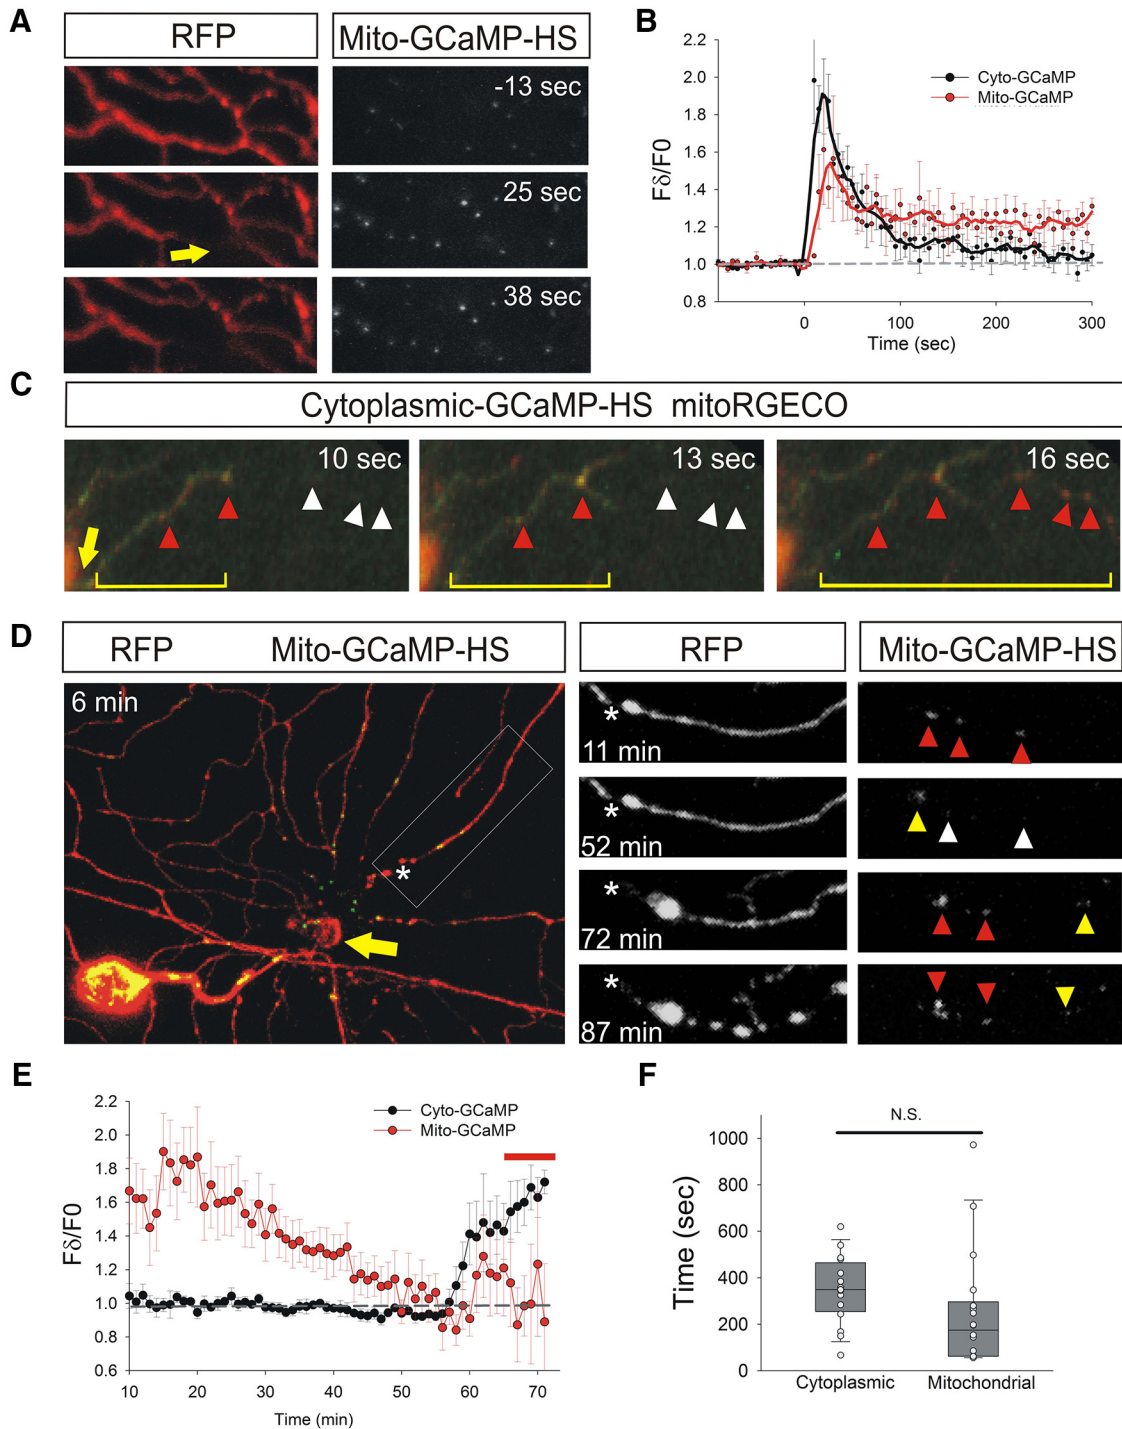 A
RFP
Mito-GCaMP-HS
-13 sec
25 sec
38 sec
B
2.2
2.0
1.8
1.6
1.4
1.2
1.0
0.8
Fδ/F0
Cyto-GCaMP
Mito-GCaMP
0
100
200
300
Time (sec)
C
Cytoplasmic-GCaMP-HS mitoRGECO
10 sec
13 sec
16 sec
D
RFP
Mito-GCaMP-HS
6 min
*
RFP
Mito-GCaMP-HS
*
11 min
*
52 min
*
72 min
*
87 min
E
2.2
2.0
1.8
1.6
1.4
1.2
1.0
0.8
0.6
Fδ/F0
Cyto-GCaMP
Mito-GCaMP
10
20
30
40
50
60
70
Time (min)
F
N.S.
1000
800
600
400
200
0
Time (sec)
Cytoplasmic
Mitochondrial